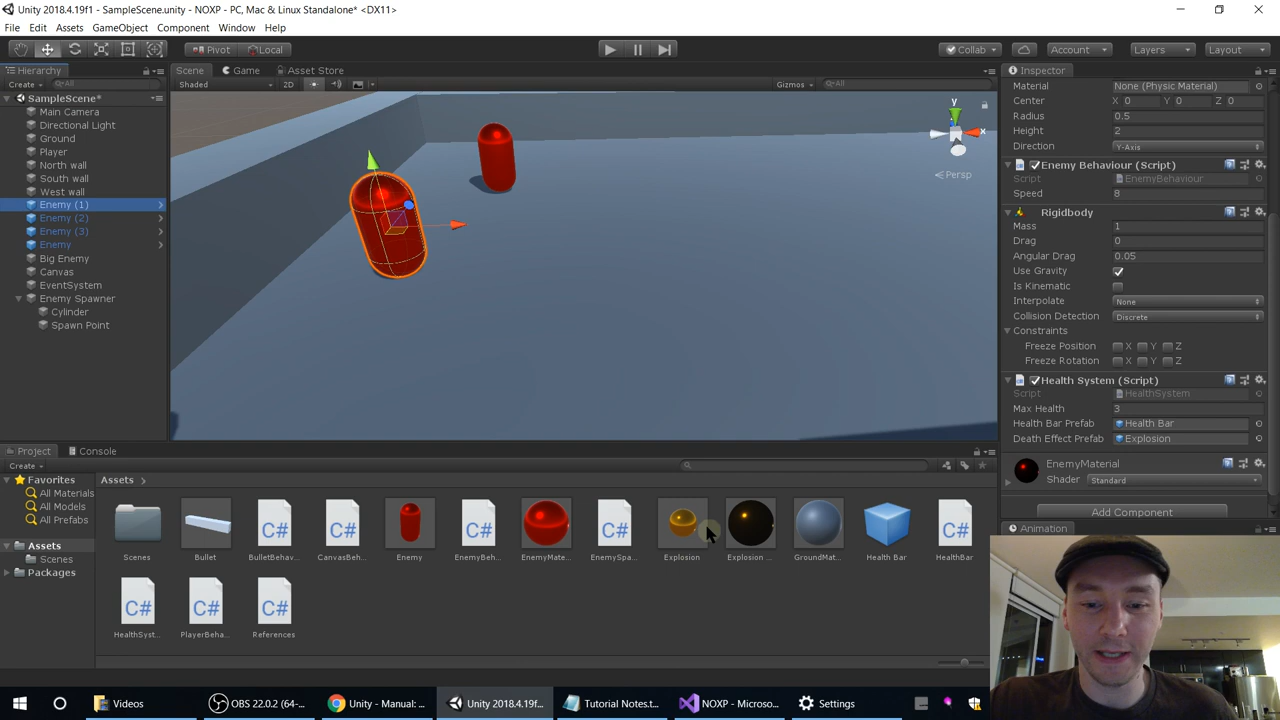 Unity 2018.4.19f1 - SampleScene.unity - NOXP - PC, Mac & Linux Standalone* <DX11>
File Edit Assets GameObject Component Window Help
Pivot Local Collab Account Layers Layout
Hierarchy
Create All
SampleScene*
Main Camera
Directional Light
Ground
Player
North wall
South wall
West wall
Enemy (1)
Enemy (2)
Enemy (3)
Enemy
Big Enemy
Canvas
EventSystem
Enemy Spawner
Cylinder
Spawn Point
Scene Game Asset Store
Shaded 2D Gizmos All
y
x
Persp
Inspector
Material None (Physic Material)
Center X 0 Y 0 Z 0
Radius 0.5
Height 2
Direction Y-Axis
Enemy Behaviour (Script)
Script EnemyBehaviour
Speed 8
Rigidbody
Mass 1
Drag 0
Angular Drag 0.05
Use Gravity
Is Kinematic
Interpolate None
Collision Detection Discrete
Constraints
Freeze Position X Y Z
Freeze Rotation X Y Z
Health System (Script)
Script HealthSystem
Max Health 3
Health Bar Prefab Health Bar
Death Effect Prefab Explosion
EnemyMaterial
Shader Standard
Add Component
Animation
Project Console
Create
Favorites
All Materials
All Models
All Prefabs
Assets
Scenes
Packages
Assets
C# C# C# C# C#
Scenes Bullet BulletBehav... CanvasBeh... Enemy EnemyBeh... EnemyMate... EnemySpa... Explosion Explosion ... GroundMat... Health Bar HealthBar
C# C# C#
HealthSyst... PlayerBeha... References
Videos OBS 22.0.2 (64-... Unity - Manual: ... Unity 2018.4.19f... Tutorial Notes.t... NOXP - Microso... Settings